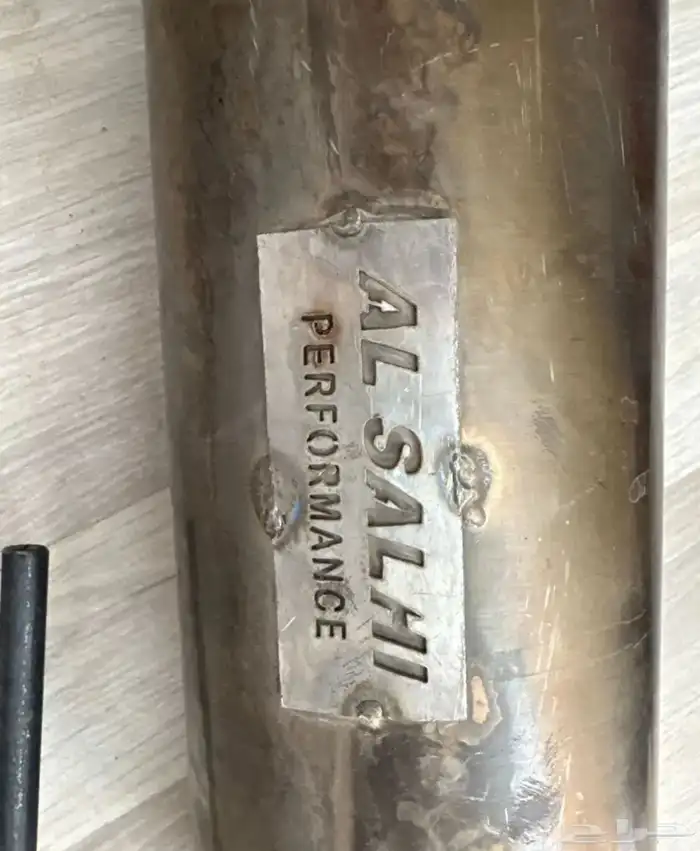 AL SALHI
PERFORMANCE
حراج